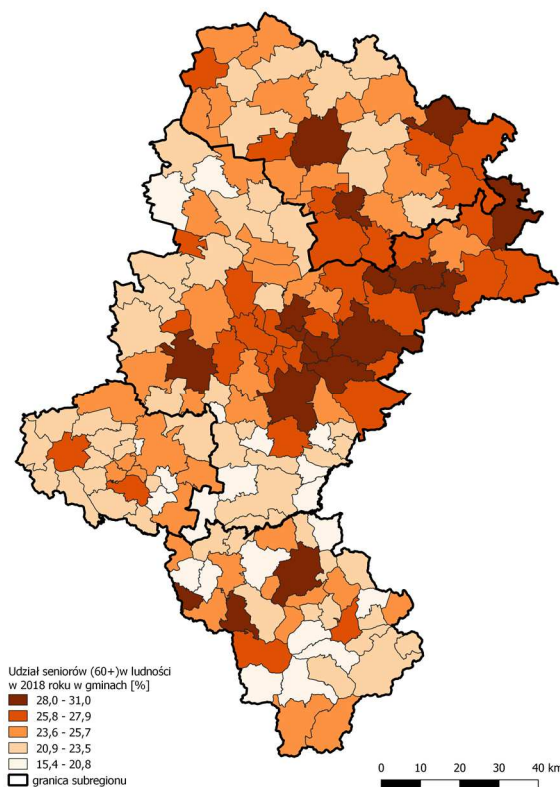 Udział seniorów (60+)w ludności
w 2018 roku w gminach [%]
28,0 - 31,0
25,8 - 27,9
23,6 - 25,7
20,9 - 23,5
15,4 - 20,8
granica subregionu
0 10 20 30 40 km